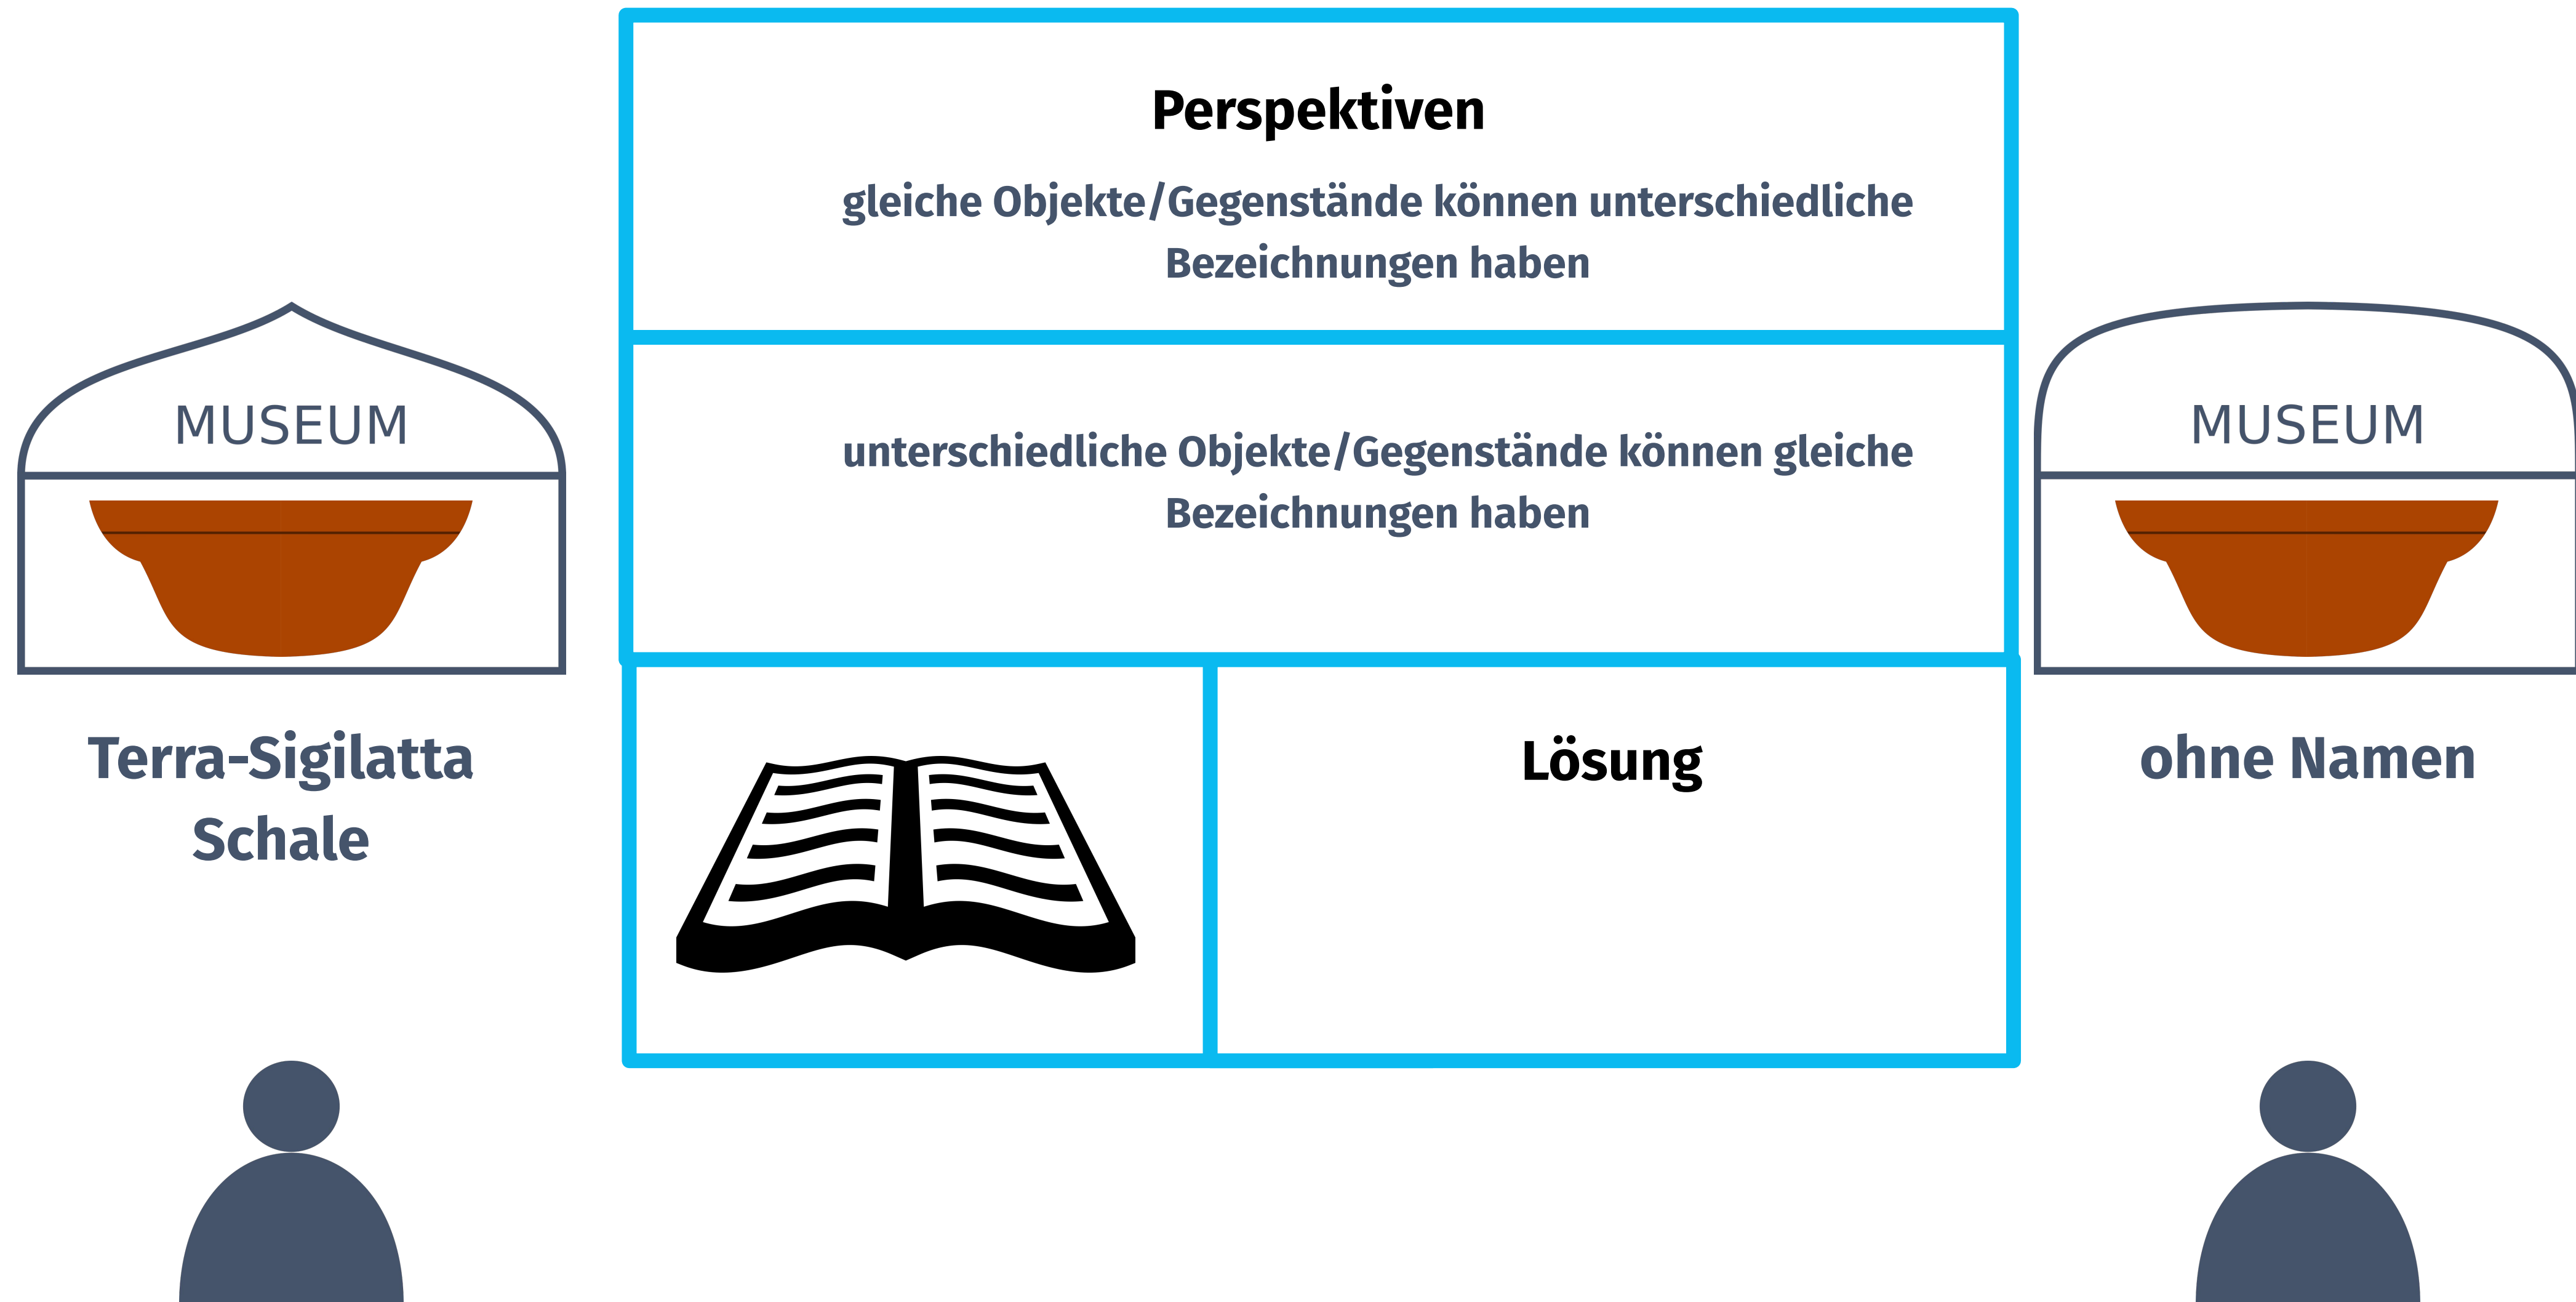 Perspektiven
gleiche Objekte/Gegenstände können unterschiedliche
Bezeichnungen haben
MUSEUM
MUSEUM
unterschiedliche Objekte/Gegenstände können gleiche
Bezeichnungen haben
Terra-Sigilatta
Schale
Lösung
ohne Namen